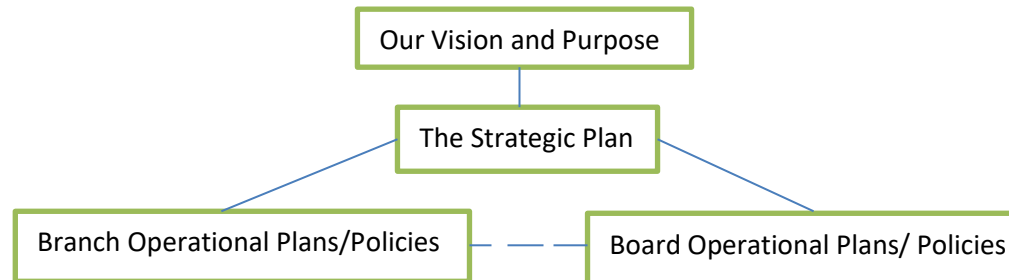 Our Vision and Purpose
The Strategic Plan
Branch Operational Plans/Policies
Board Operational Plans/ Policies